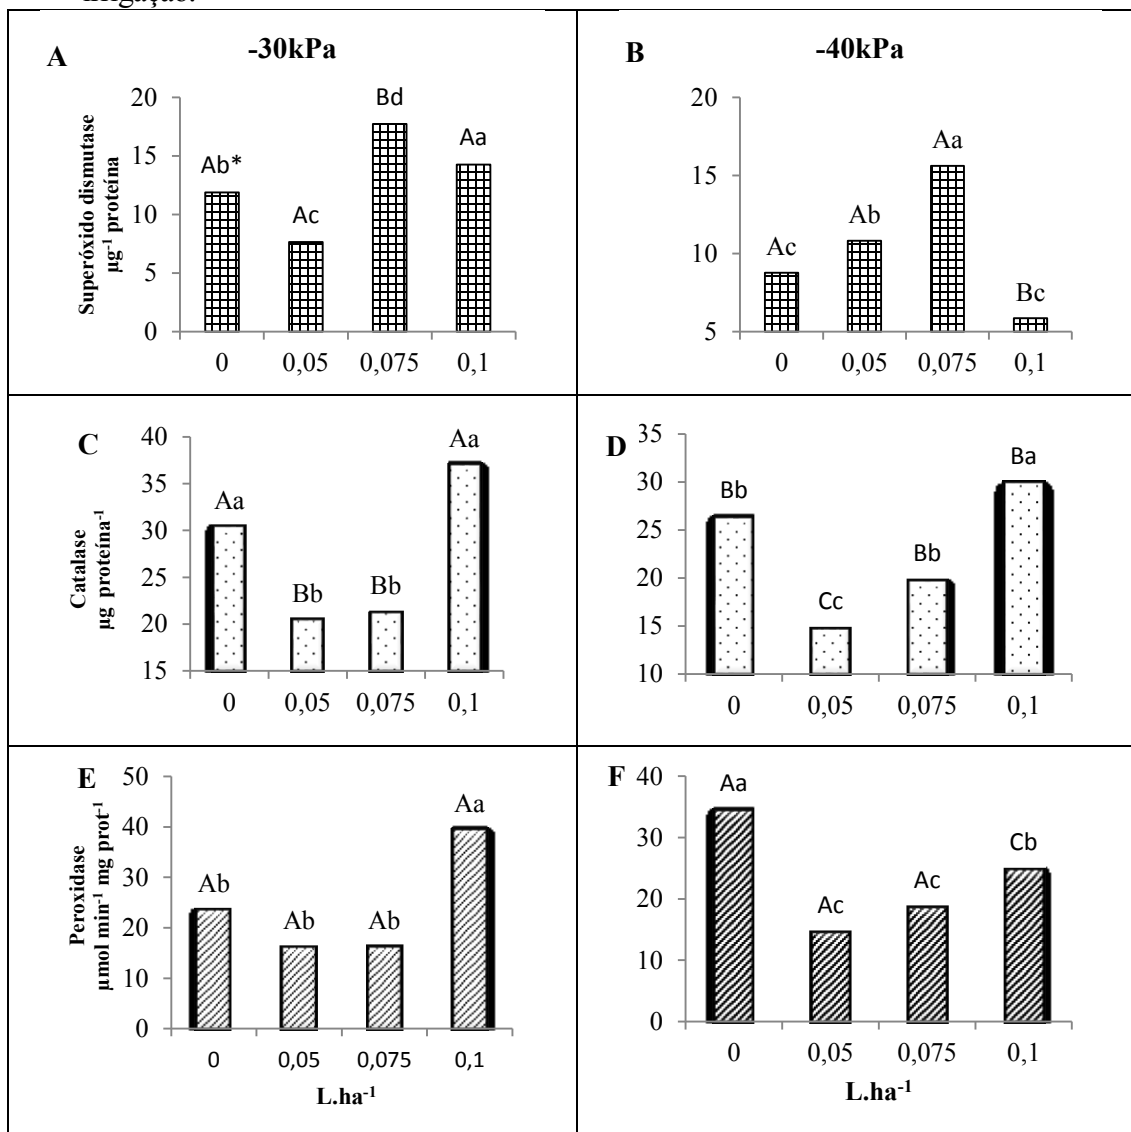 irrigação.
A
-30kPa
Superóxido dismutase
µg⁻¹ proteína
20
15
10
5
0
Ab*
Ac
Bd
Aa
0 0,05 0,075 0,1
B
-40kPa
20
15
10
5
Ac
Ab
Aa
Bc
0 0,05 0,075 0,1
C
Catalase
µg proteína⁻¹
40
35
30
25
20
15
Aa
Bb
Bb
Aa
0 0,05 0,075 0,1
D
35
30
25
20
15
10
Bb
Cc
Bb
Ba
0 0,05 0,075 0,1
E
Peroxidase
µmol min⁻¹ mg prot⁻¹
50
40
30
20
10
0
Ab
Ab
Ab
Aa
0 0,05 0,075 0,1
L.ha⁻¹
F
40
30
20
10
0
Aa
Ac
Ac
Cb
0 0,05 0,075 0,1
L.ha⁻¹